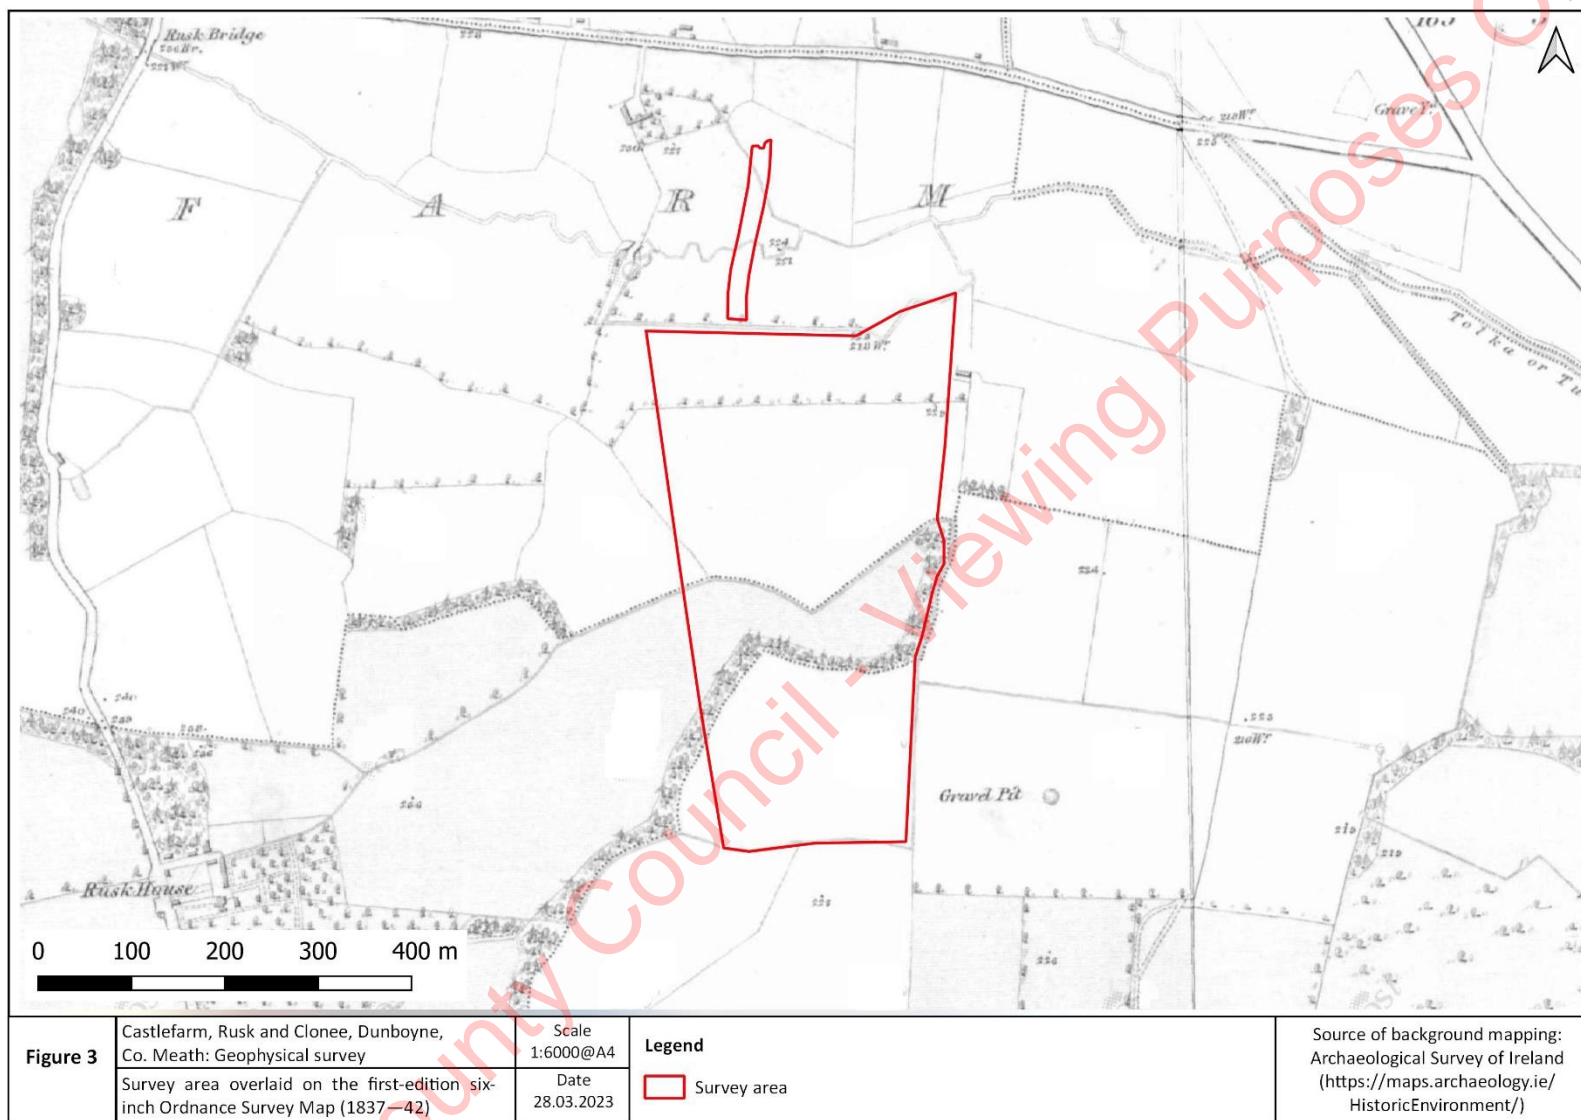 Rusk Bridge
F A R M
Grave Y.d
Tolka or Tu
Gravel Pit
Rusk House
0 100 200 300 400 m
County Council - Viewing Purposes O
Figure 3
Castlefarm, Rusk and Clonee, Dunboyne,
Co. Meath: Geophysical survey
Survey area overlaid on the first-edition six-
inch Ordnance Survey Map (1837—42)
Scale
1:6000@A4
Date
28.03.2023
Legend
Survey area
Source of background mapping:
Archaeological Survey of Ireland
(https://maps.archaeology.ie/
HistoricEnvironment/)